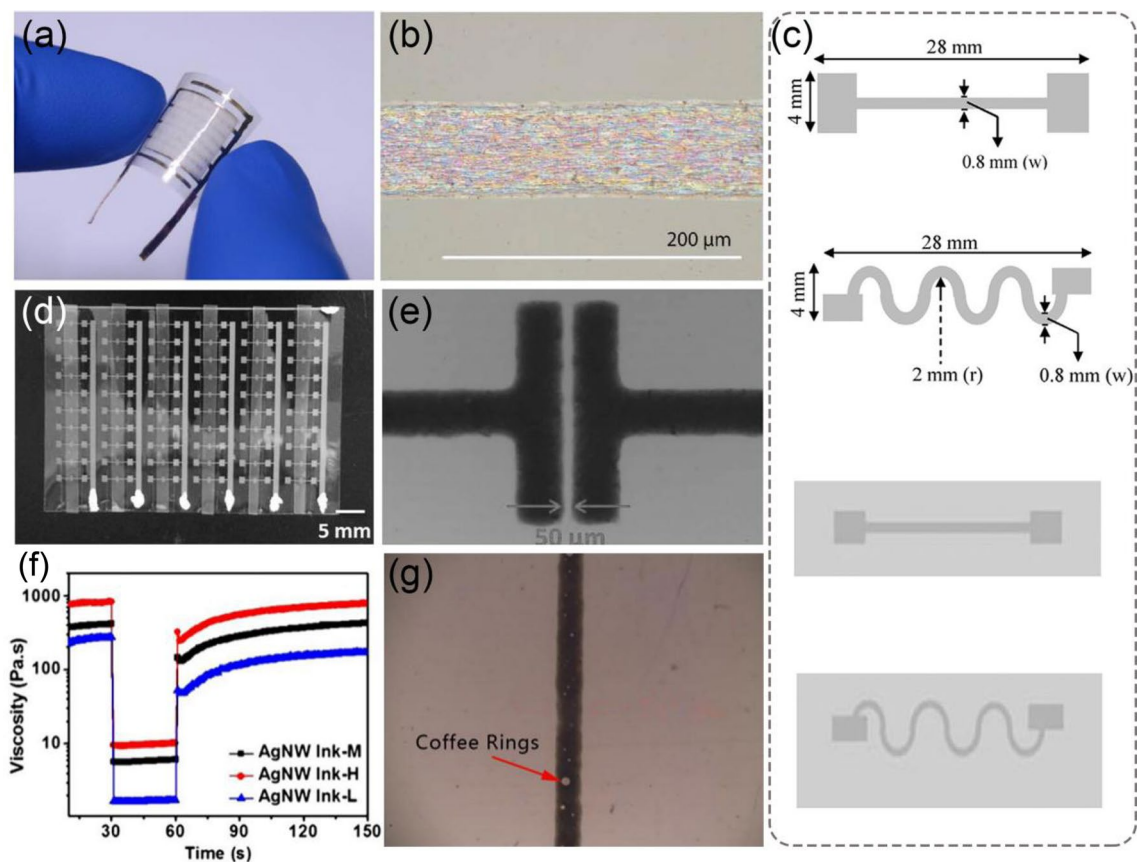 (a)
(b)
200 µm
(c)
28 mm
4 mm
0.8 mm (w)
28 mm
4 mm
2 mm (r)
0.8 mm (w)
(d)
5 mm
(e)
50 µm
(f)
Viscosity (Pa.s)
1000
100
10
AgNW Ink-M
AgNW Ink-H
AgNW Ink-L
30 60 90 120 150
Time (s)
(g)
Coffee Rings